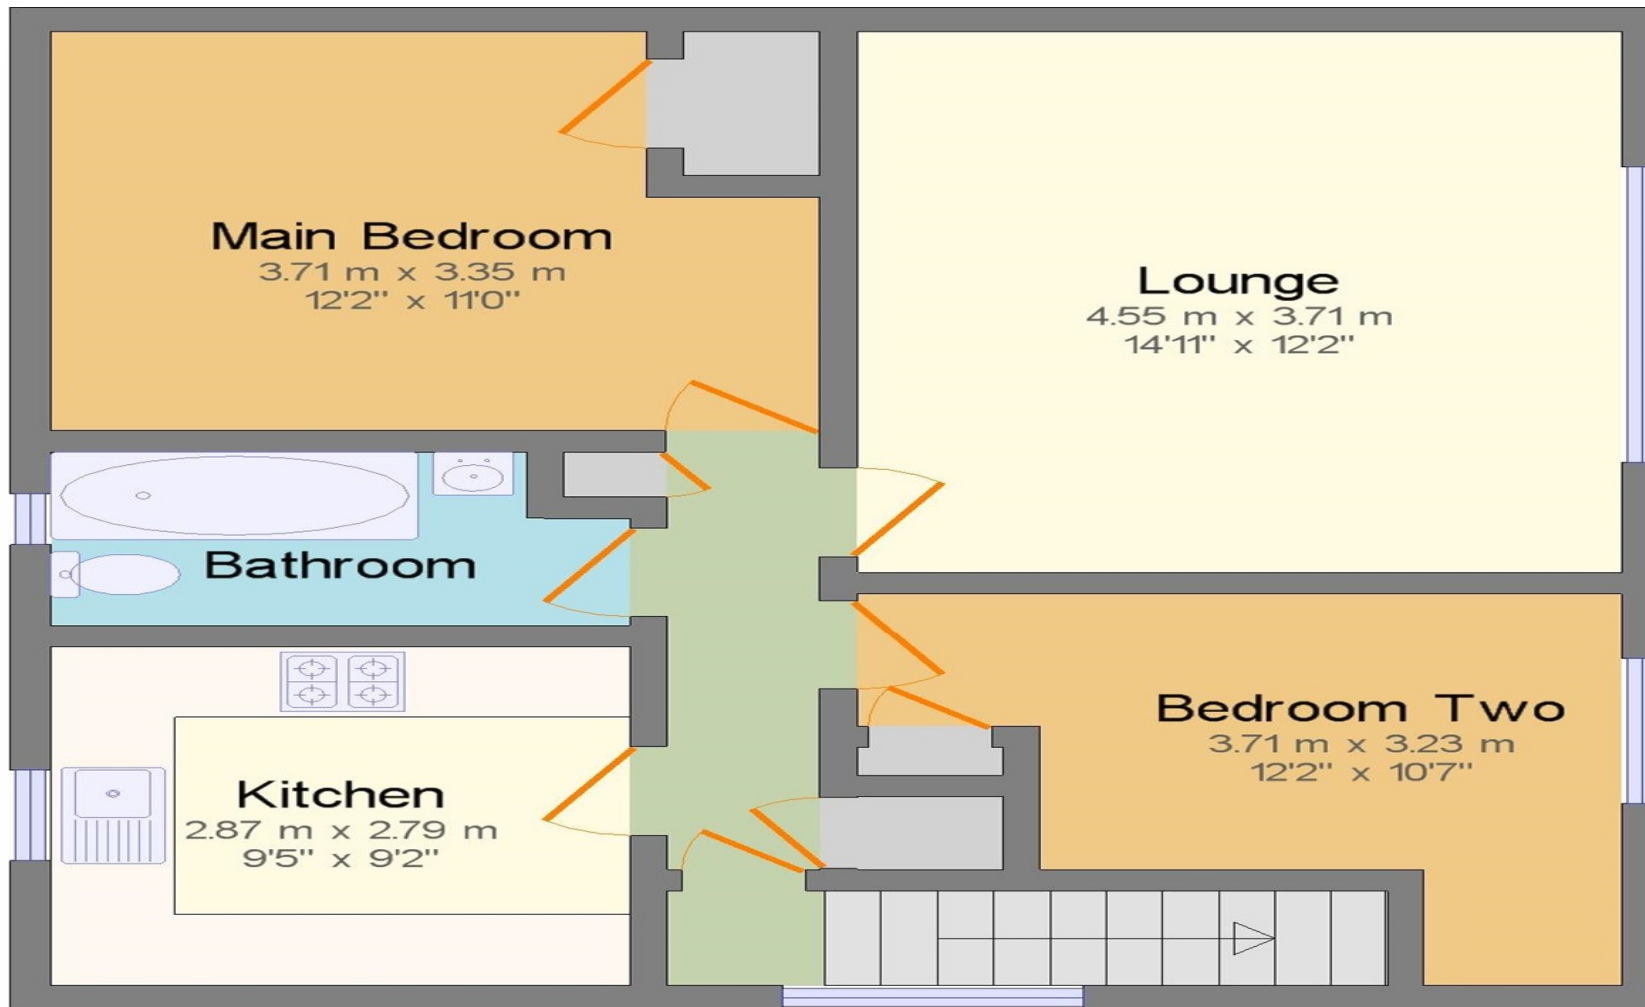 Main Bedroom
3.71 m x 3.35 m
12'2" x 11'0"
Lounge
4.55 m x 3.71 m
14'11" x 12'2"
Bathroom
Bedroom Two
3.71 m x 3.23 m
12'2" x 10'7"
Kitchen
2.87 m x 2.79 m
9'5" x 9'2"